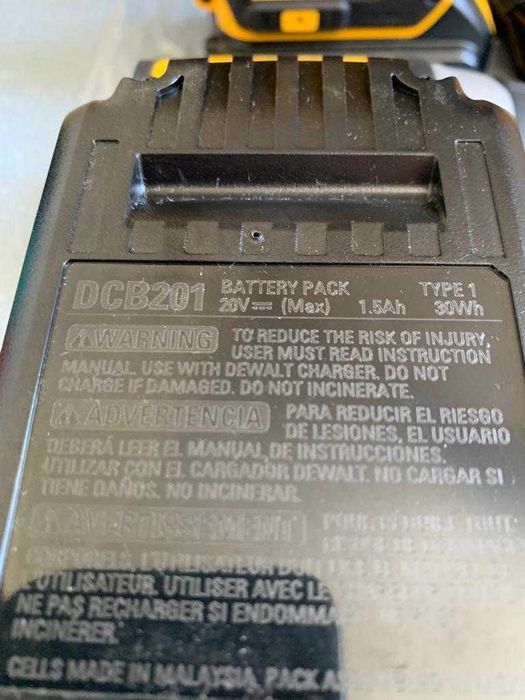 DCB201 BATTERY PACK TYPE 1
20V (Max) 1.5Ah 30Wh
WARNING TO REDUCE THE RISK OF INJURY,
USER MUST READ INSTRUCTION
MANUAL. USE WITH DEWALT CHARGER. DO NOT
CHARGE IF DAMAGED. DO NOT INCINERATE.
ADVERTENCIA PARA REDUCIR EL RIESGO
DE LESIONES, EL USUARIO
DEBERÁ LEER EL MANUAL DE INSTRUCCIONES.
UTILIZAR CON EL CARGADOR DEWALT. NO CARGAR SI
TIENE DAÑOS. NO INCINERAR.
AVERTISSEMENT TOUT
L'UTILISATEUR
UTILISATEUR. UTILISER AVEC LE
NE PAS RECHARGER SI ENDOMMA
INCINÉRER.
CELLS MADE IN MALAYSIA, PACK